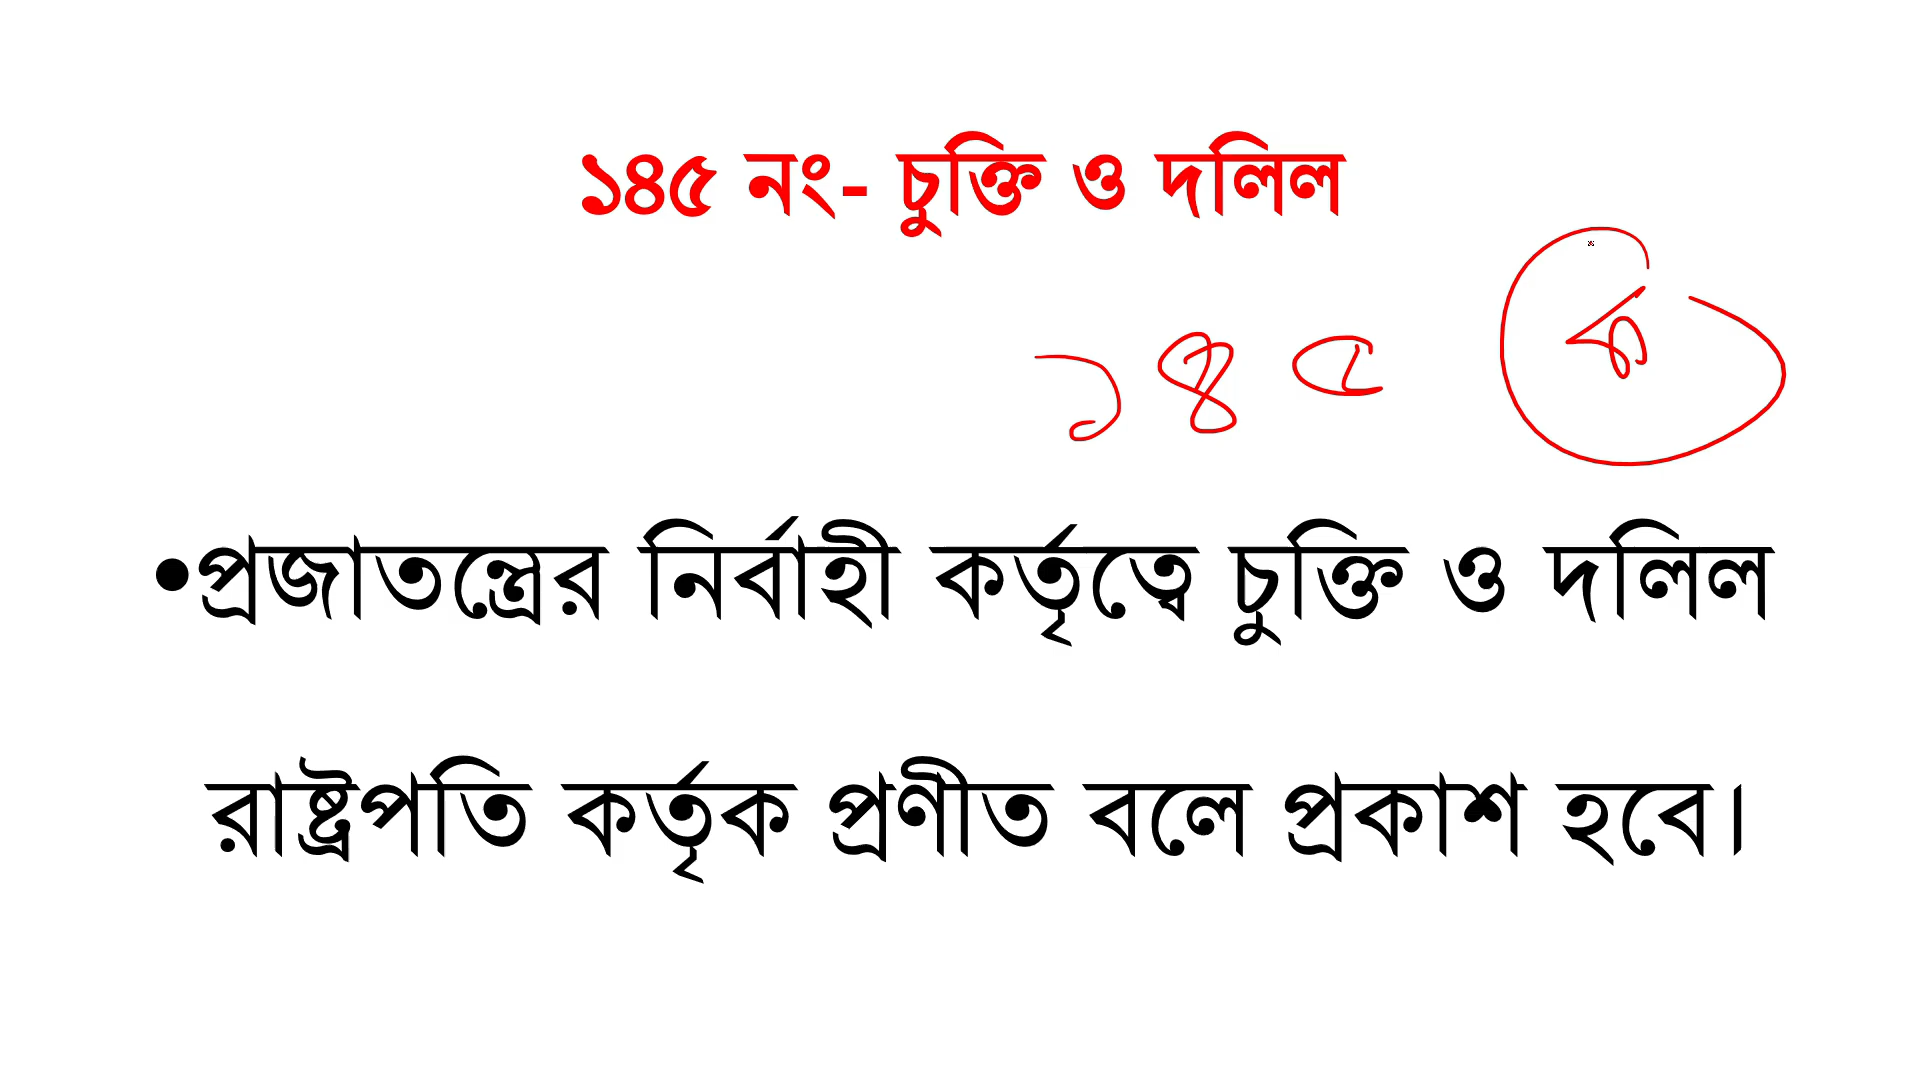 ১৪৫ নং- চুক্তি ও দলিল
১৪৫ ক
•প্রজাতন্ত্রের নির্বাহী কর্তৃত্বে চুক্তি ও দলিল
রাষ্ট্রপতি কর্তৃক প্রণীত বলে প্রকাশ হবে।